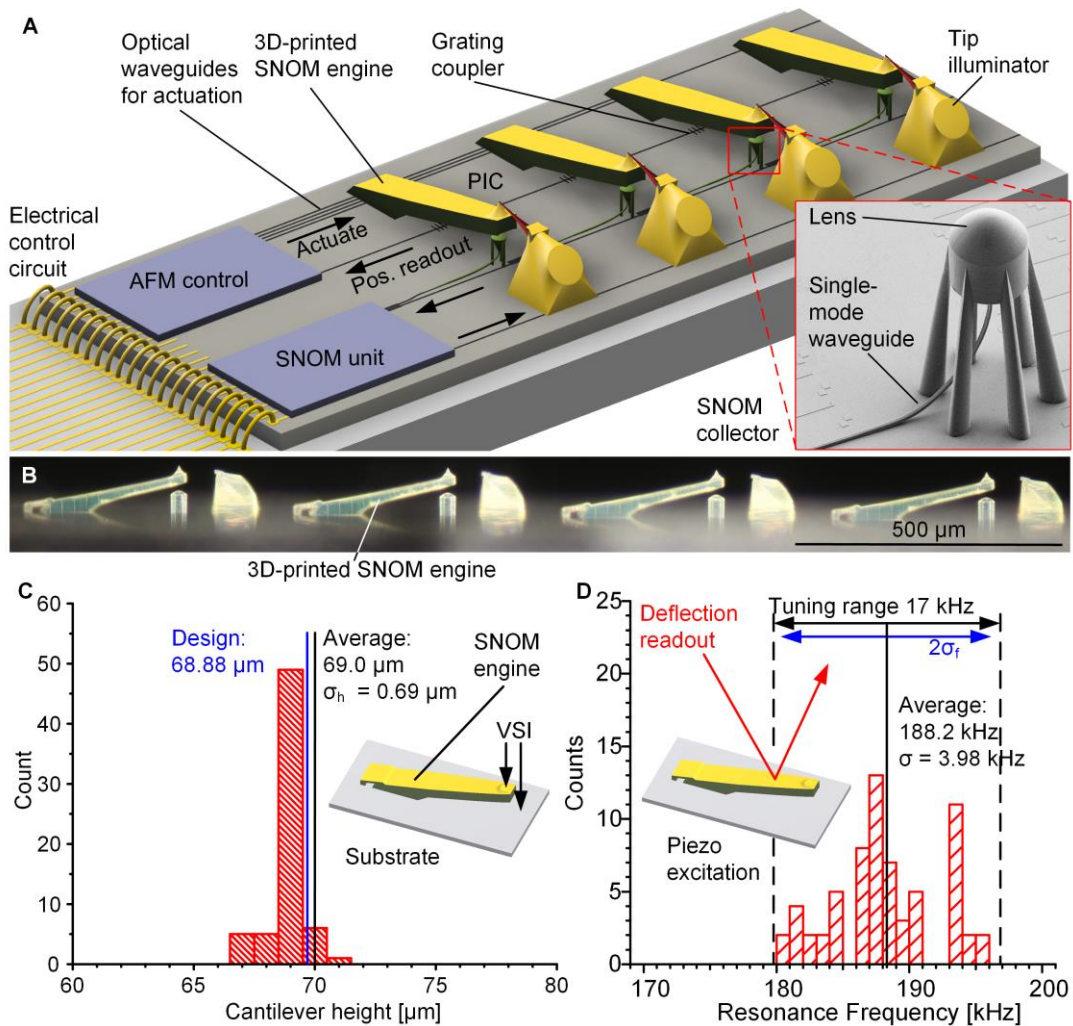 A
Optical
waveguides
for actuation
3D-printed
SNOM engine
Grating
coupler
Tip
illuminator
PIC
Electrical
control
circuit
Actuate
Pos. readout
AFM control
SNOM unit
Lens
Single-
mode
waveguide
SNOM
collector
B
500 µm
3D-printed SNOM engine
C
60
50
40
30
20
10
0
Count
Design:
68.88 µm
Average:
69.0 µm
σh = 0.69 µm
SNOM
engine
VSI
Substrate
60 65 70 75 80
Cantilever height [µm]
D
25
20
15
10
5
0
Counts
Deflection
readout
Tuning range 17 kHz
2σf
Average:
188.2 kHz
σ = 3.98 kHz
Piezo
excitation
170 180 190 200
Resonance Frequency [kHz]